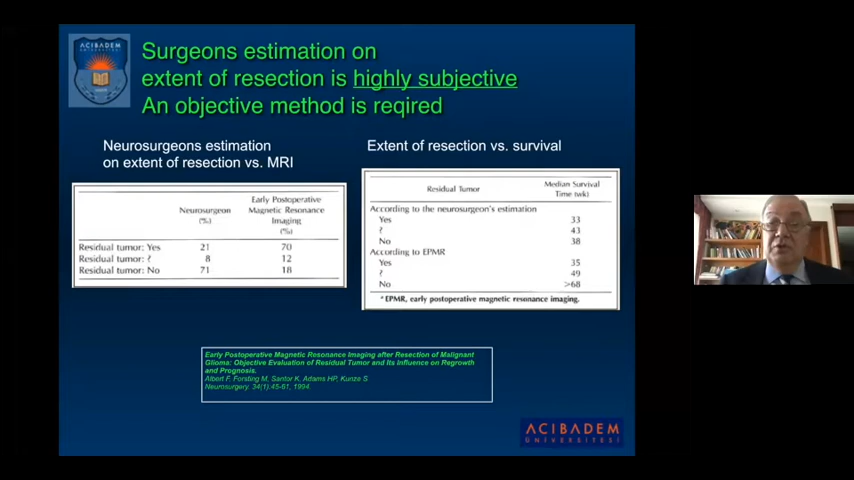 ACIBADEM
ÜNİVERSİTESİ
Surgeons estimation on
extent of resection is highly subjective
An objective method is reqired
Neurosurgeons estimation
on extent of resection vs. MRI
Neurosurgeon
(%)
Early Postoperative
Magnetic Resonance
Imaging
(%)
Residual tumor: Yes 21 70
Residual tumor: ? 8 12
Residual tumor: No 71 18
Extent of resection vs. survival
Residual Tumor
Median Survival
Time (wk)
According to the neurosurgeon's estimation
Yes 33
? 43
No 38
According to EPMR
Yes 35
? 49
No >68
ᵃ EPMR, early postoperative magnetic resonance imaging.
Early Postoperative Magnetic Resonance Imaging after Resection of Malignant
Glioma: Objective Evaluation of Residual Tumor and Its Influence on Regrowth
and Prognosis.
Albert F, Forsting M, Sartor K, Adams HP, Kunze S
Neurosurgery. 34(1):45-61, 1994.
ACIBADEM
ÜNİVERSİTESİ